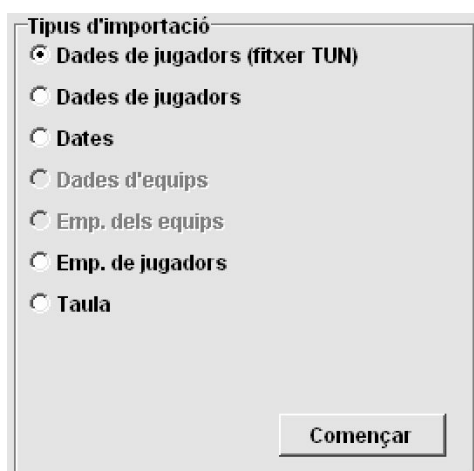 Tipus d'importació
Dades de jugadors (fitxer TUN)
Dades de jugadors
Dates
Dades d'equips
Emp. dels equips
Emp. de jugadors
Taula
Començar